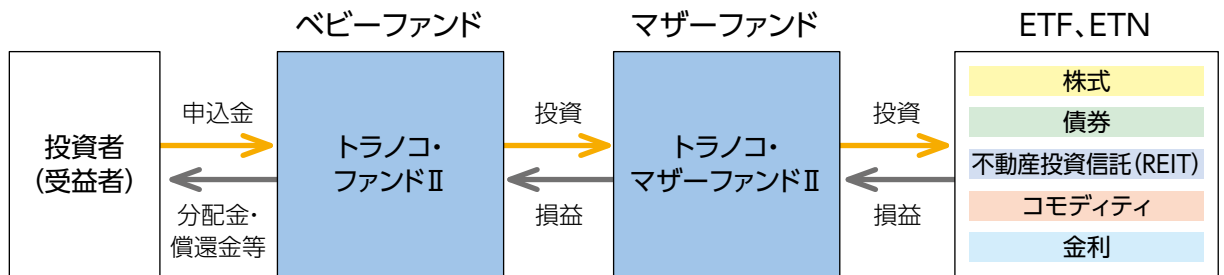 ベビーファンド
マザーファンド
ETF、ETN
投資者
(受益者)
申込金
分配金・
償還金等
トラノコ・
ファンドⅡ
投資
損益
トラノコ・
マザーファンドⅡ
投資
損益
株式
債券
不動産投資信託(REIT)
コモディティ
金利